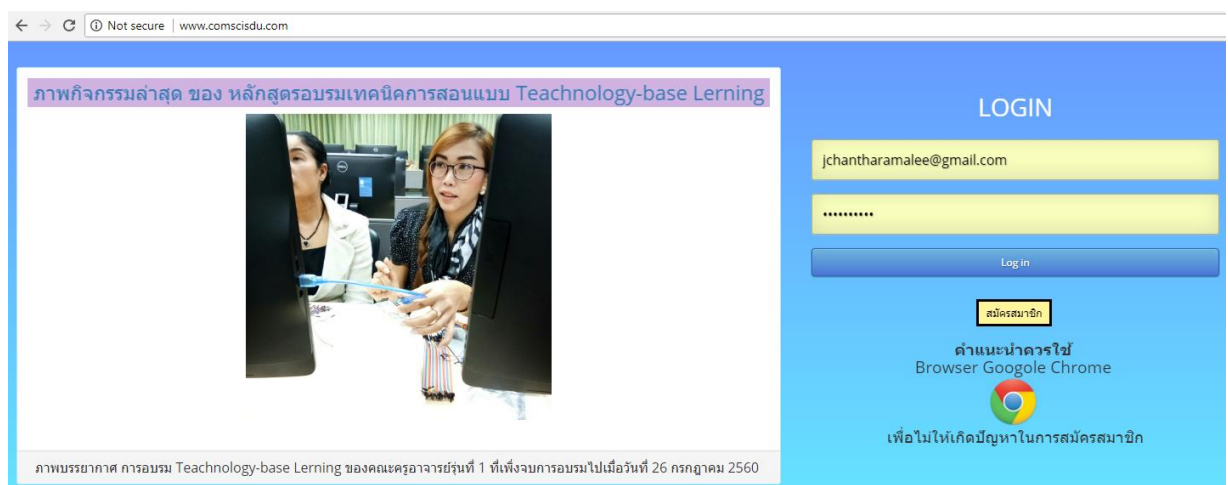 Not secure | www.comscisdu.com
ภาพกิจกรรมล่าสุด ของ หลักสูตรอบรมเทคนิคการสอนแบบ Teachnology-base Lerning
DELL
ภาพบรรยากาศ การอบรม Teachnology-base Lerning ของคณะครูอาจารย์รุ่นที่ 1 ที่เพิ่งจบการอบรมไปเมื่อวันที่ 26 กรกฎาคม 2560
LOGIN
jchantharamalee@gmail.com
••••••••••
Log in
สมัครสมาชิก
คำแนะนำควรใช้
Browser Googole Chrome
เพื่อไม่ให้เกิดปัญหาในการสมัครสมาชิก